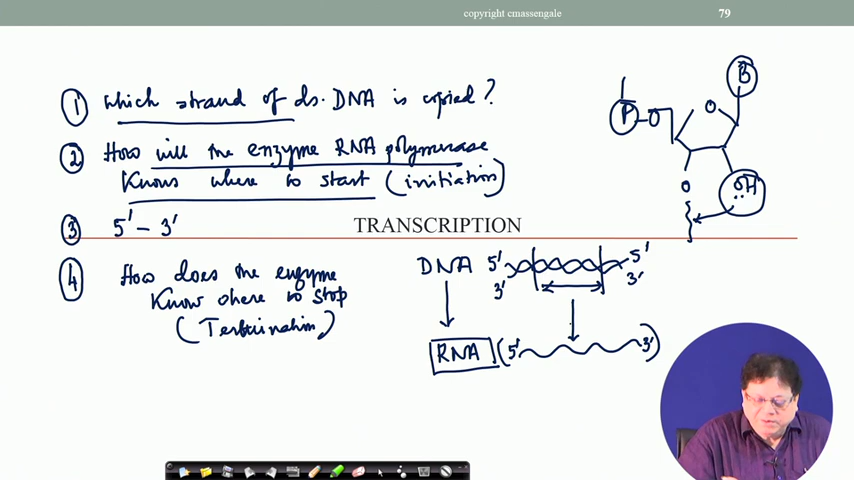 copyright cmassengale
79
① Which strand of ds. DNA is copied?
② How will the enzyme RNA polymerase
Knows where to start (initiation)
③ 5' - 3'
TRANSCRIPTION
④ How does the enzyme
Know where to stop
(Termination)
B
P-O
O
O
OH
DNA 5' 5'
3' 3'
RNA (5' 3')